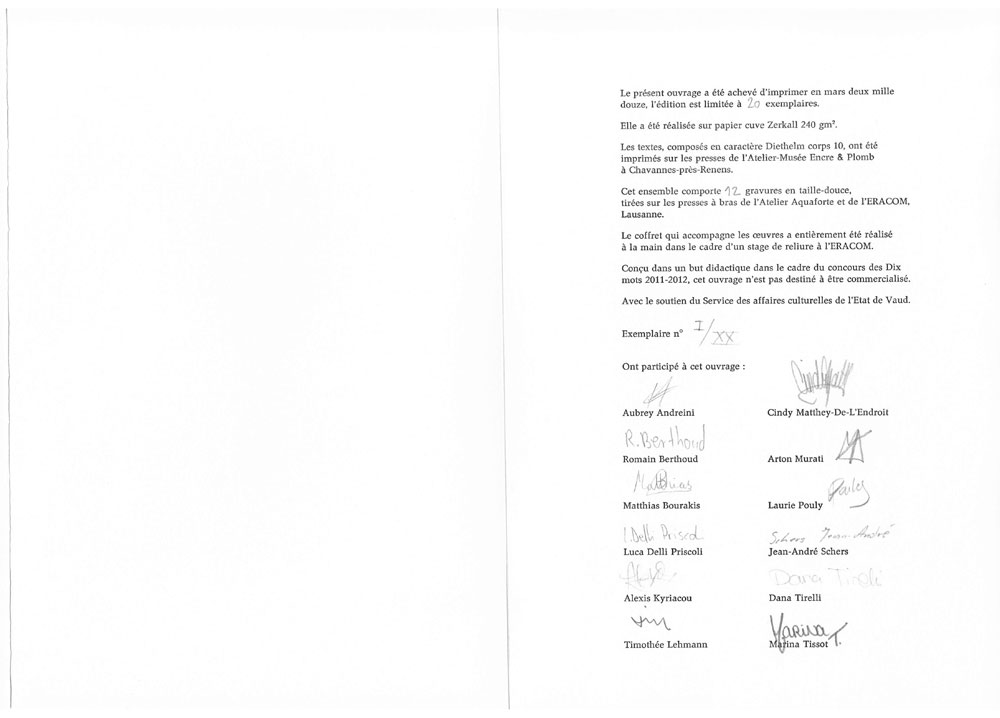 Le présent ouvrage a été achevé d'imprimer en mars deux mille
douze, l'édition est limitée à 20 exemplaires.
Elle a été réalisée sur papier cuve Zerkall 240 gm².
Les textes, composés en caractère Diethelm corps 10, ont été
imprimés sur les presses de l'Atelier-Musée Encre & Plomb
à Chavannes-près-Renens.
Cet ensemble comporte 12 gravures en taille-douce,
tirées sur les presses à bras de l'Atelier Aquaforte et de l'ERACOM,
Lausanne.
Le coffret qui accompagne les œuvres a entièrement été réalisé
à la main dans le cadre d'un stage de reliure à l'ERACOM.
Conçu dans un but didactique dans le cadre du concours des Dix
mots 2011-2012, cet ouvrage n'est pas destiné à être commercialisé.
Avec le soutien du Service des affaires culturelles de l'Etat de Vaud.
Exemplaire n° I/XX
Ont participé à cet ouvrage :
Aubrey Andreini
Cindy Matthey-De-L'Endroit
R. Berthoud
Romain Berthoud
Arton Murati
Matthias
Matthias Bourakis
Pouly
Laurie Pouly
L. Delli Priscol
Luca Delli Priscoli
Schers Jean-André
Jean-André Schers
Alexis Kyriacou
Dana Tirelli
Dana Tirelli
Timothée Lehmann
Marina T.
Marina Tissot